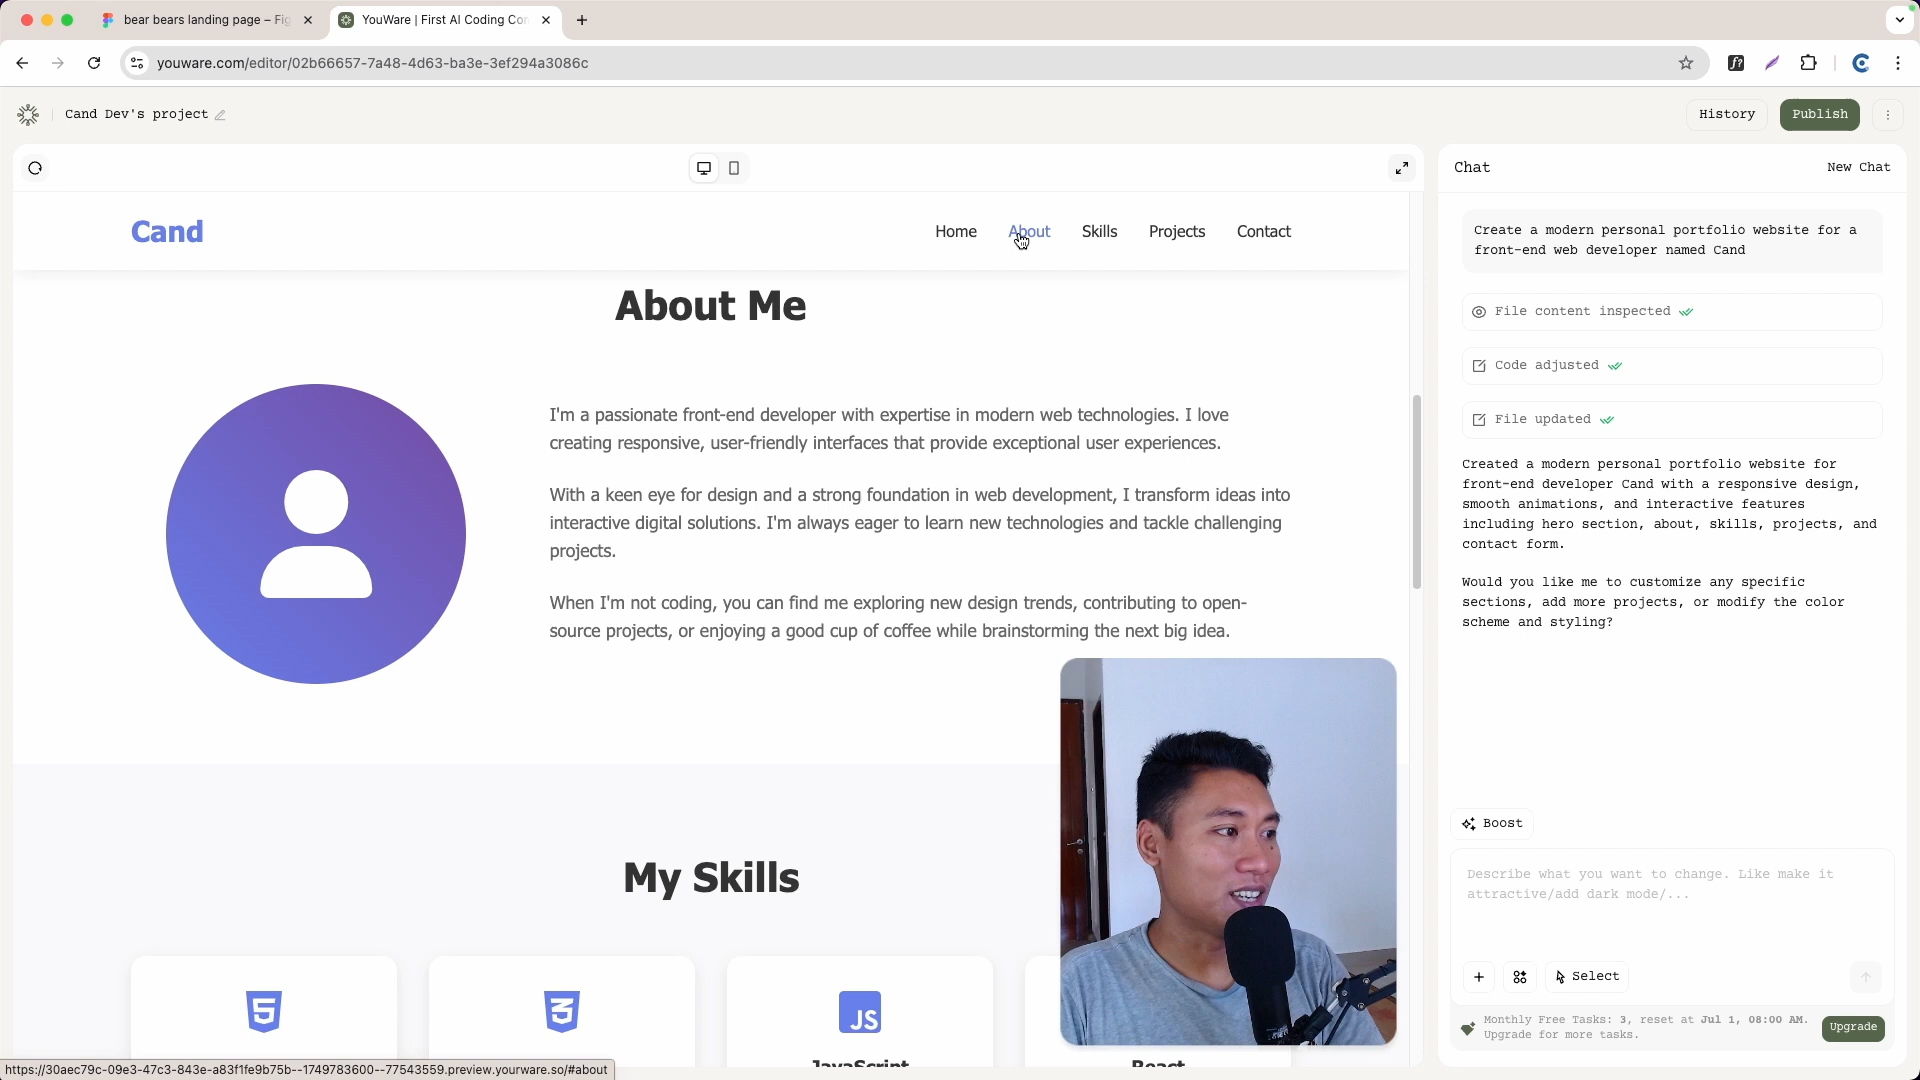 bear bears landing page – Fig
YouWare | First AI Coding Con
youware.com/editor/02b66657-7a48-4d63-ba3e-3ef294a3086c
Cand Dev's project
History
Publish
Cand
Home
About
Skills
Projects
Contact
About Me
I'm a passionate front-end developer with expertise in modern web technologies. I love
creating responsive, user-friendly interfaces that provide exceptional user experiences.
With a keen eye for design and a strong foundation in web development, I transform ideas into
interactive digital solutions. I'm always eager to learn new technologies and tackle challenging
projects.
When I'm not coding, you can find me exploring new design trends, contributing to open-
source projects, or enjoying a good cup of coffee while brainstorming the next big idea.
My Skills
5
3
JS
JavaScript
React
https://30aec79c-09e3-47c3-843e-a83f1fe9b75b--1749783600--77543559.preview.yourware.so/#about
Chat
New Chat
Create a modern personal portfolio website for a
front-end web developer named Cand
File content inspected
Code adjusted
File updated
Created a modern personal portfolio website for
front-end developer Cand with a responsive design,
smooth animations, and interactive features
including hero section, about, skills, projects, and
contact form.
Would you like me to customize any specific
sections, add more projects, or modify the color
scheme and styling?
Boost
Describe what you want to change. Like make it
attractive/add dark mode/...
Select
Monthly Free Tasks: 3, reset at Jul 1, 08:00 AM.
Upgrade for more tasks.
Upgrade